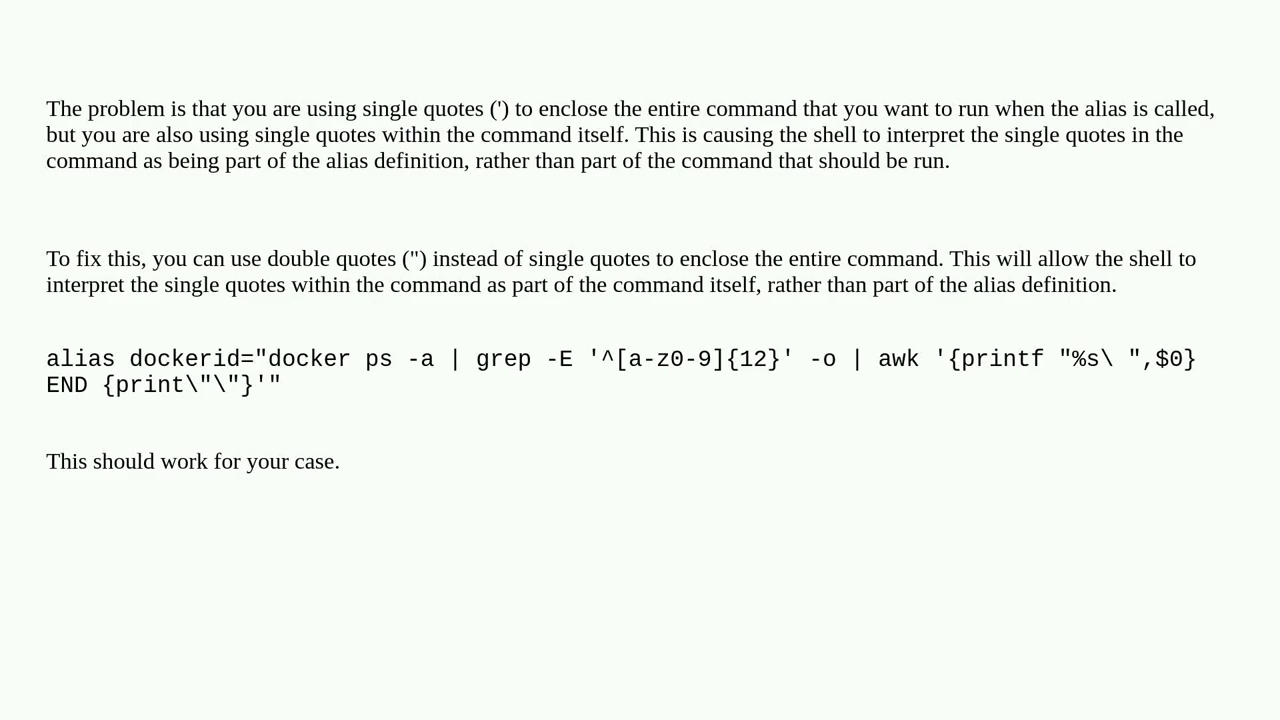 The problem is that you are using single quotes (') to enclose the entire command that you want to run when the alias is called,
but you are also using single quotes within the command itself. This is causing the shell to interpret the single quotes in the
command as being part of the alias definition, rather than part of the command that should be run.
To fix this, you can use double quotes (") instead of single quotes to enclose the entire command. This will allow the shell to
interpret the single quotes within the command as part of the command itself, rather than part of the alias definition.
alias dockerid="docker ps -a | grep -E '^[a-z0-9]{12}' -o | awk '{printf "%s\ ",$0}
END {print\"\"}'"
This should work for your case.